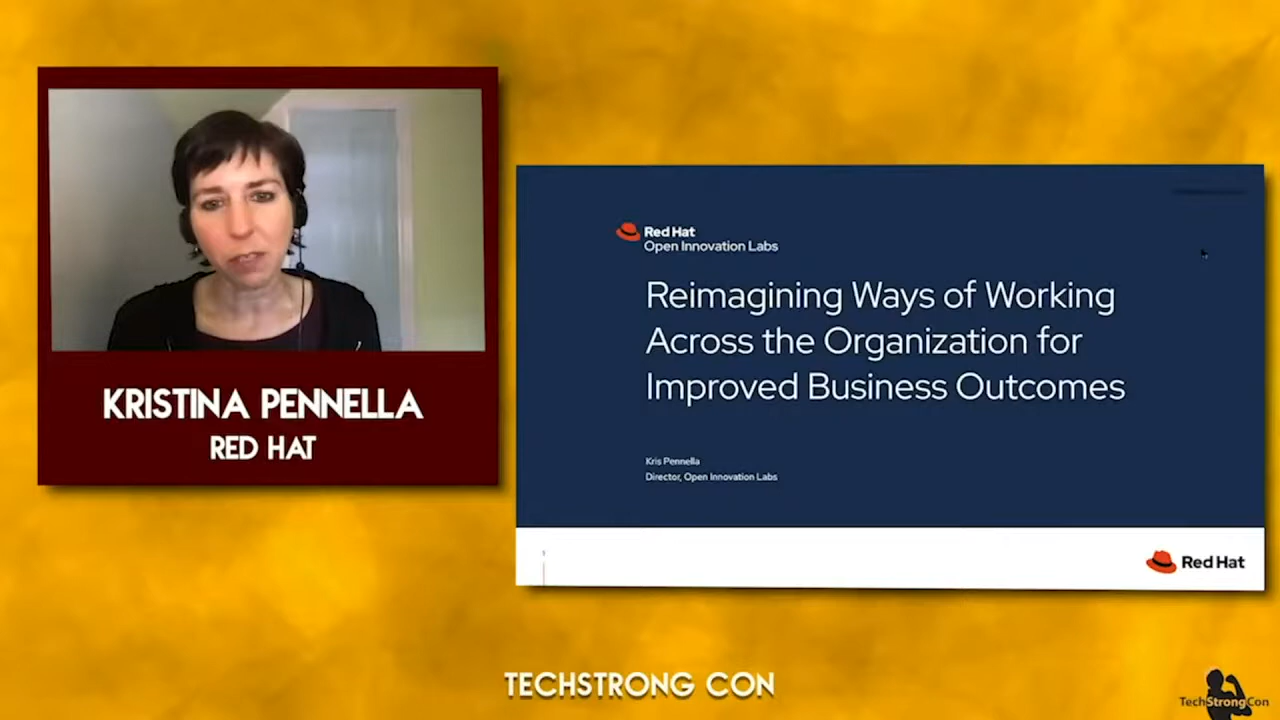 KRISTINA PENNELLA
RED HAT
Red Hat
Open Innovation Labs
Reimagining Ways of Working
Across the Organization for
Improved Business Outcomes
Kris Pennella
Director, Open Innovation Labs
Red Hat
TECHSTRONG CON
TechStrongCon